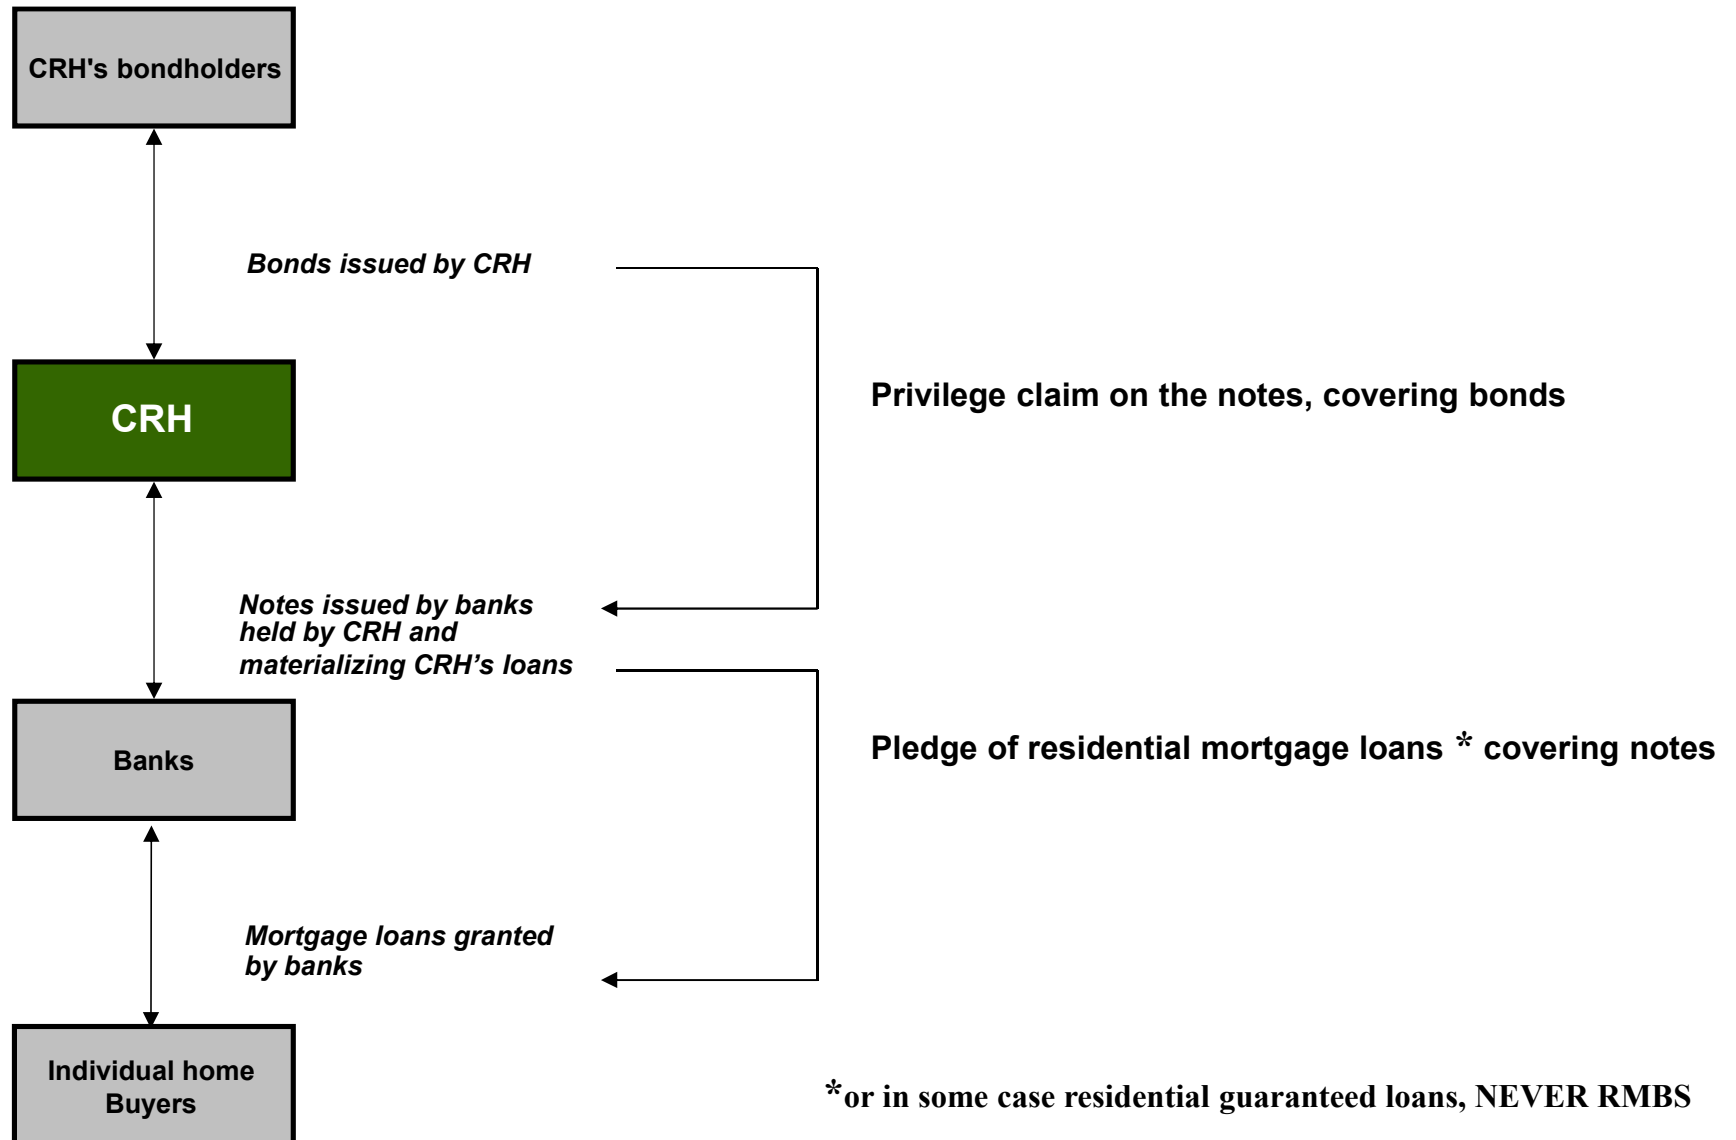 CRH's bondholders
Bonds issued by CRH
Privilege claim on the notes, covering bonds
CRH
Notes issued by banks
held by CRH and
materializing CRH’s loans
Pledge of residential mortgage loans * covering notes
Banks
Mortgage loans granted
by banks
Individual home
Buyers
*or in some case residential guaranteed loans, NEVER RMBS